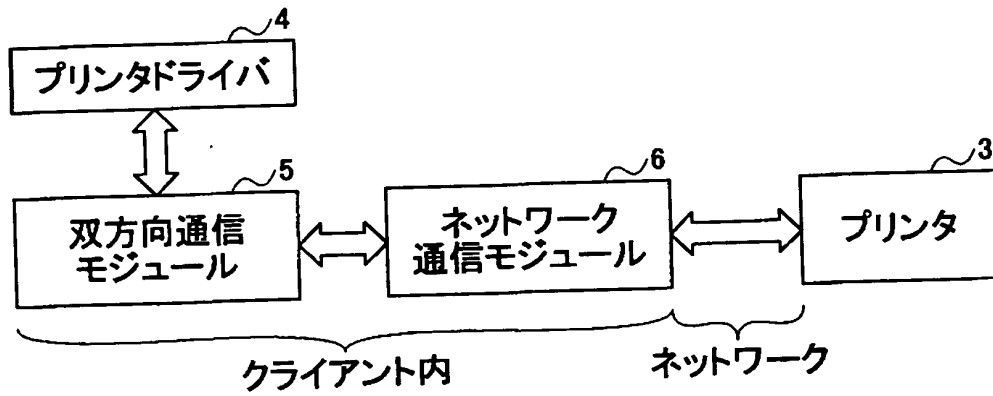 4
プリンタドライバ
5
双方向通信
モジュール
6
ネットワーク
通信モジュール
3
プリンタ
クライアント内
ネットワーク